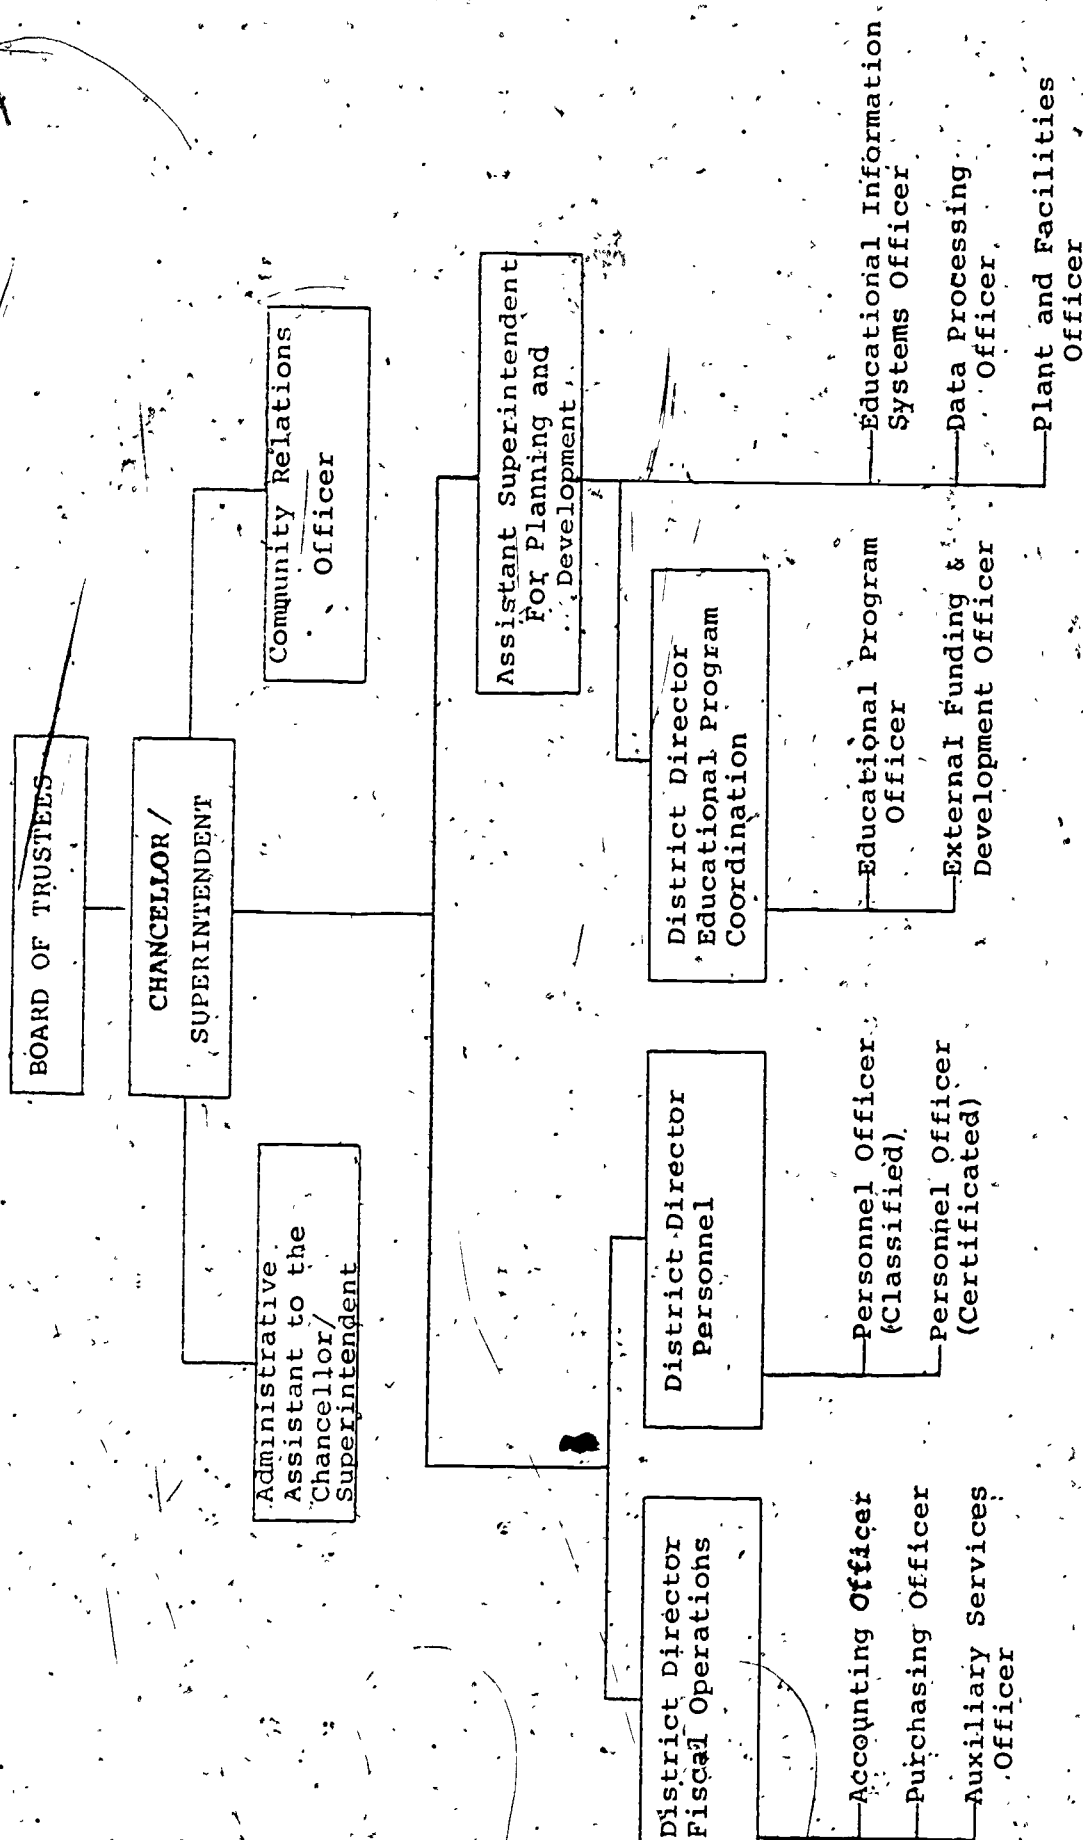 BOARD OF TRUSTEES
CHANCELLOR/
SUPERINTENDENT
Administrative
Assistant to the
Chancellor/
Superintendent
Community Relations
Officer
Assistant Superintendent
For Planning and
Development
District Director
Fiscal Operations
District Director
Personnel
District Director
Educational Program
Coordination
Accounting Officer
Purchasing Officer
Auxiliary Services
Officer
Personnel Officer
(Classified)
Personnel Officer
(Certificated)
Educational Program
Officer
External Funding &
Development Officer
Educational Information
Systems Officer
Data Processing
Officer
Plant and Facilities
Officer